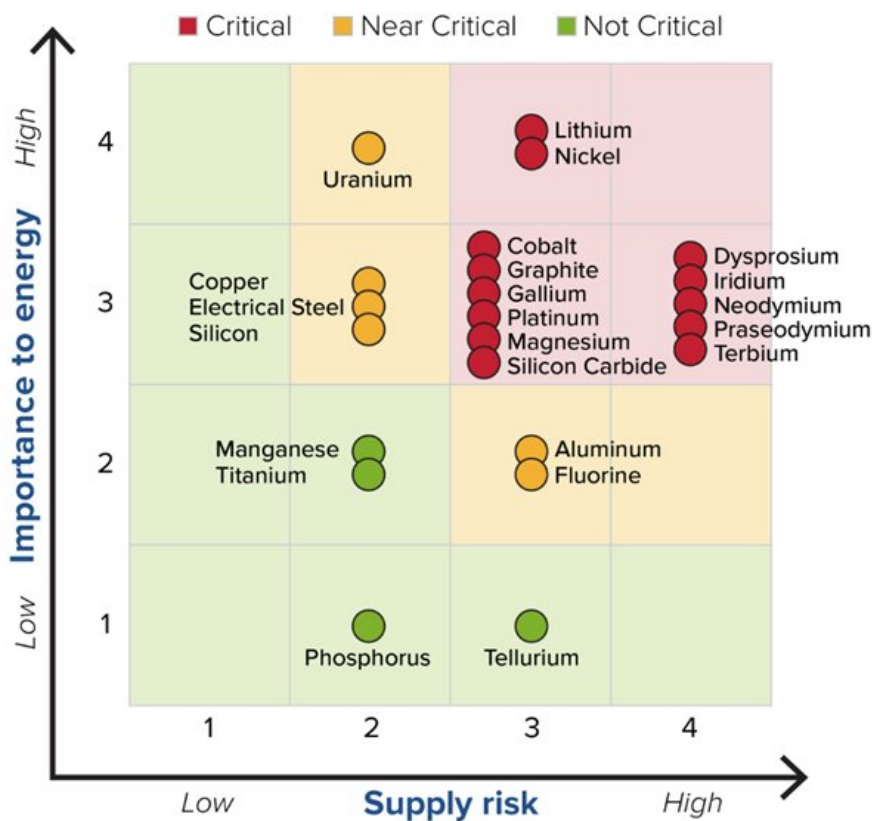 Critical
Near Critical
Not Critical
High
4
Lithium
Nickel
Uranium
Importance to energy
3
Copper
Electrical Steel
Silicon
Cobalt
Graphite
Gallium
Platinum
Magnesium
Silicon Carbide
Dysprosium
Iridium
Neodymium
Praseodymium
Terbium
2
Manganese
Titanium
Aluminum
Fluorine
Low
1
Phosphorus
Tellurium
1
2
3
4
Low
Supply risk
High